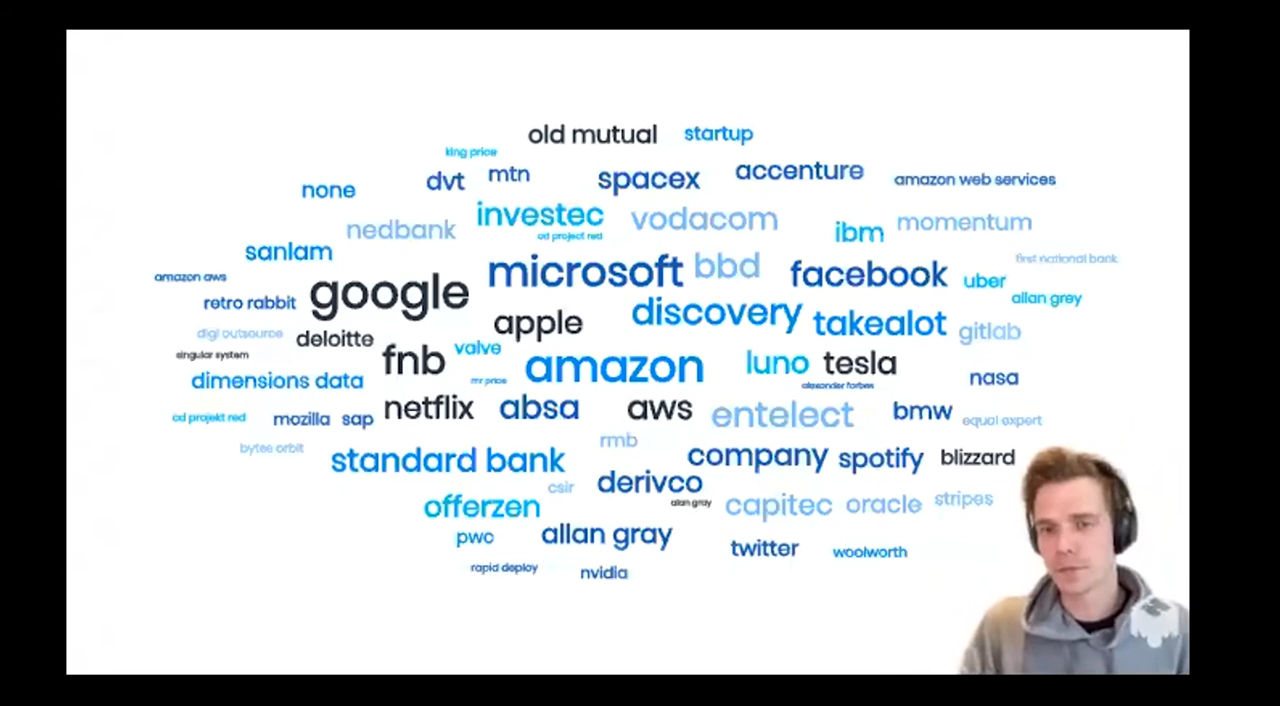 old mutual startup
king price
dvt mtn spacex accenture amazon web services
none
investec vodacom momentum
nedbank cd project red ibm
sanlam
first national bank
microsoft bbd facebook uber
amazon aws
google allan grey
retro rabbit
discovery takealot
apple gitlab
digi outsource deloitte
valve
singular system fnb amazon luno tesla
dimensions data mr price alexander forbes nasa
netflix absa aws entelect bmw
cd projekt red mozilla sap equal expert
bytes orbit rmb
standard bank company spotify blizzard
csir derivco
offerzen alan gray capitec oracle stripes
pwc allan gray
twitter woolworth
rapid deploy nvidia